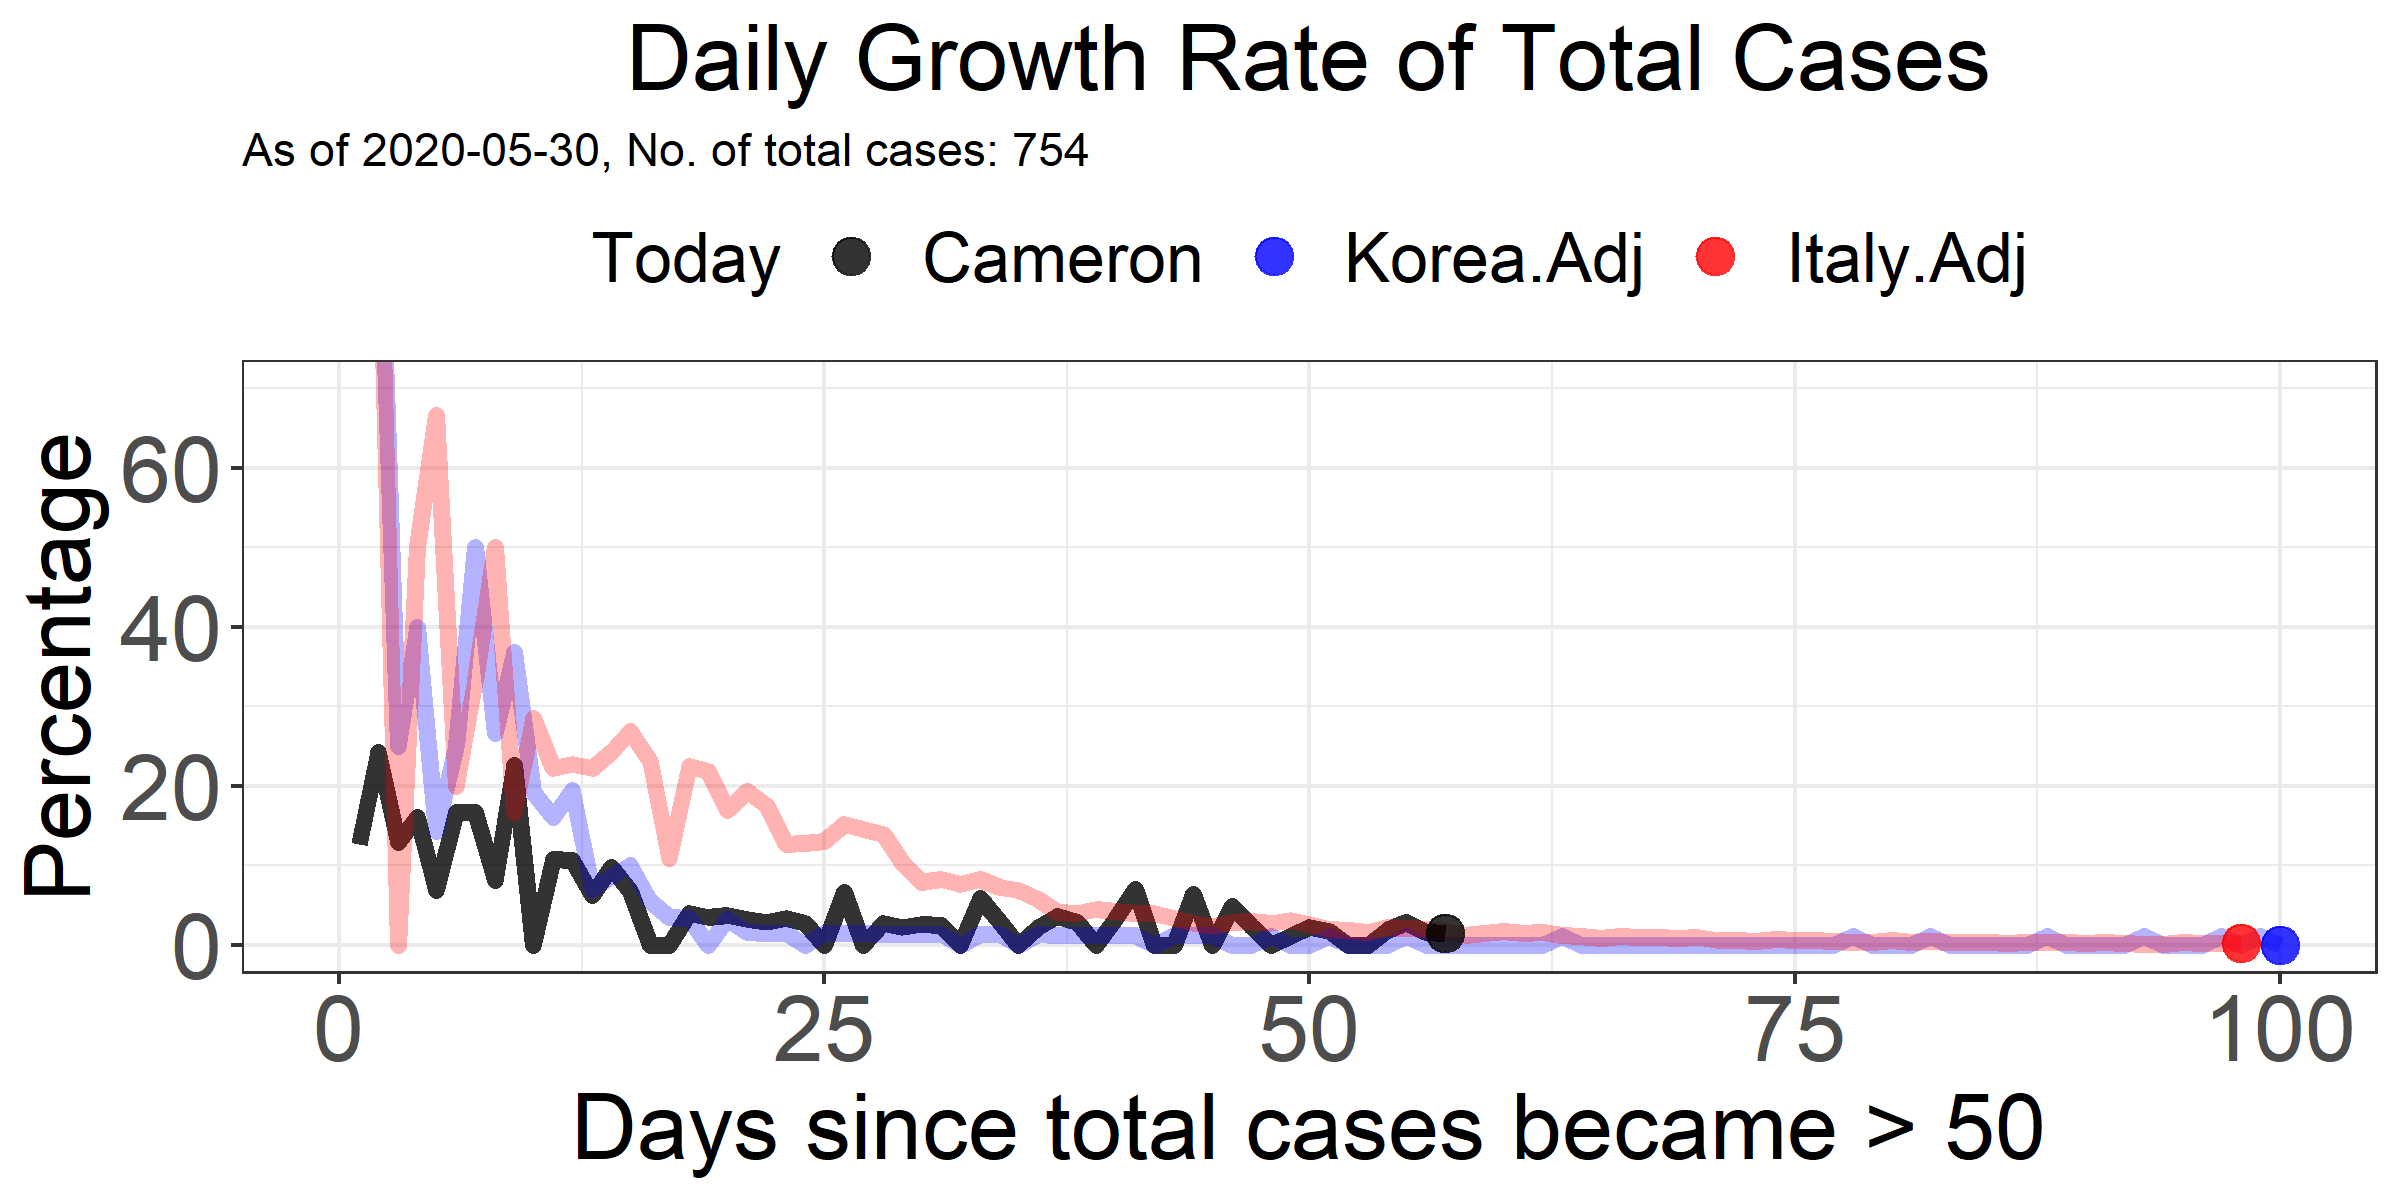 Daily Growth Rate of Total Cases
As of 2020-05-30, No. of total cases: 754
Today Cameron Korea.Adj Italy.Adj
Percentage
60
40
20
0
0 25 50 75 100
Days since total cases became > 50